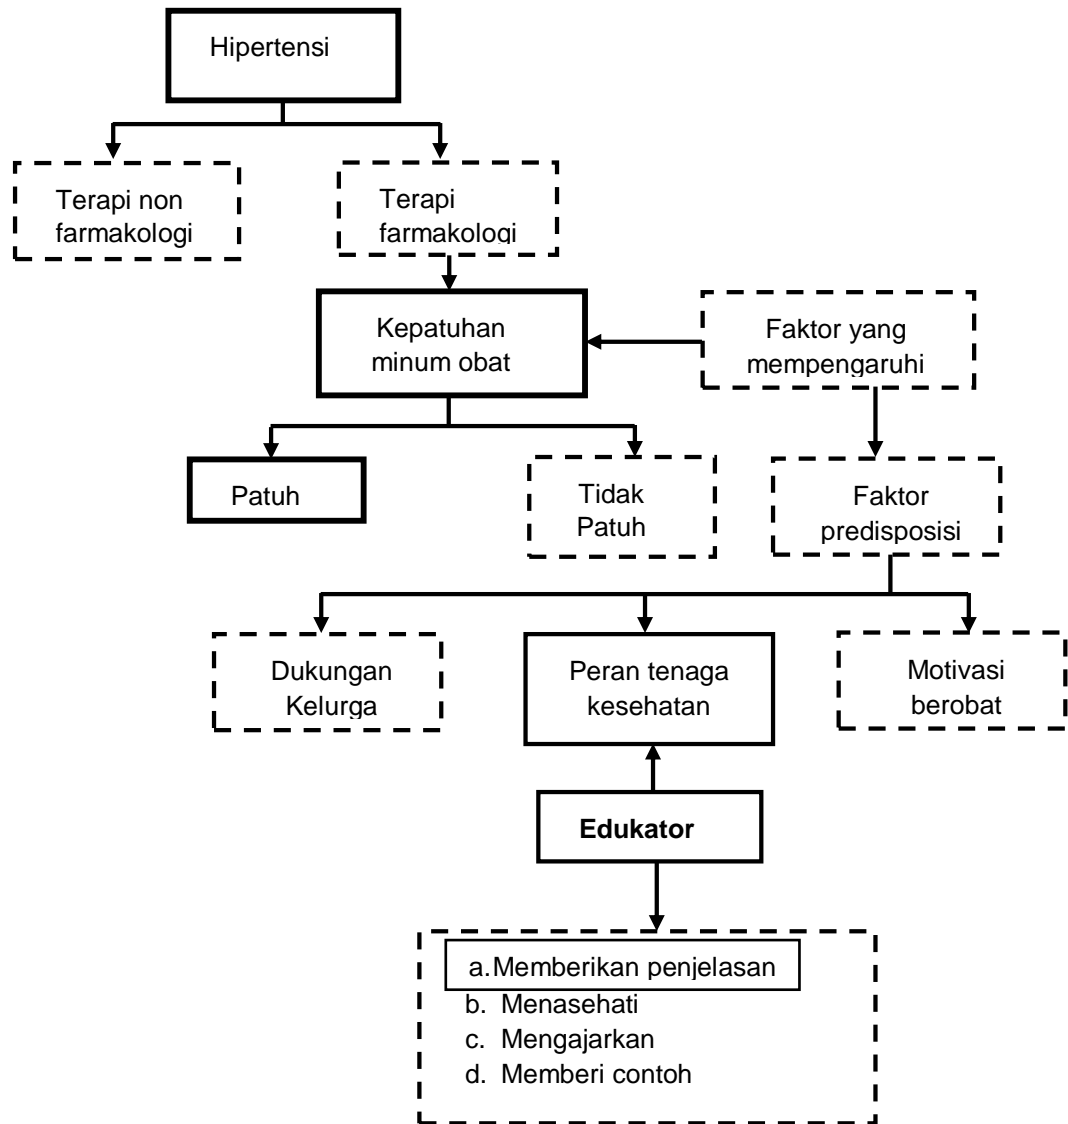 Hipertensi
Terapi non
farmakologi
Terapi
farmakologi
Kepatuhan
minum obat
Faktor yang
mempengaruhi
Patuh
Tidak
Patuh
Faktor
predisposisi
Dukungan
Kelurga
Peran tenaga
kesehatan
Motivasi
berobat
Edukator
a.Memberikan penjelasan
b. Menasehati
c. Mengajarkan
d. Memberi contoh